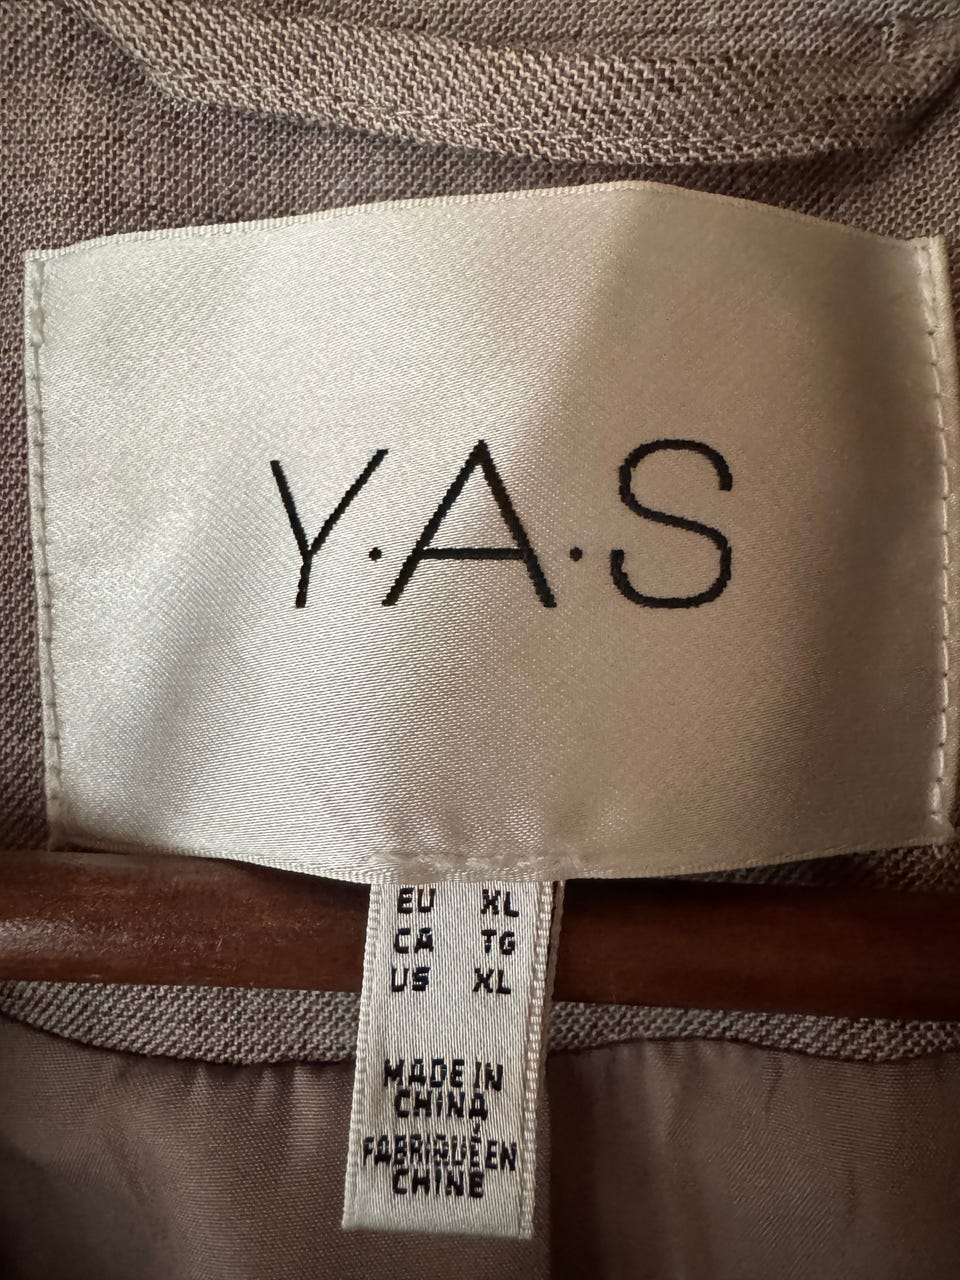 Y.A.S
EU XL
CA TG
US XL
MADE IN
CHINA
FABRIQUÉ EN
CHINE